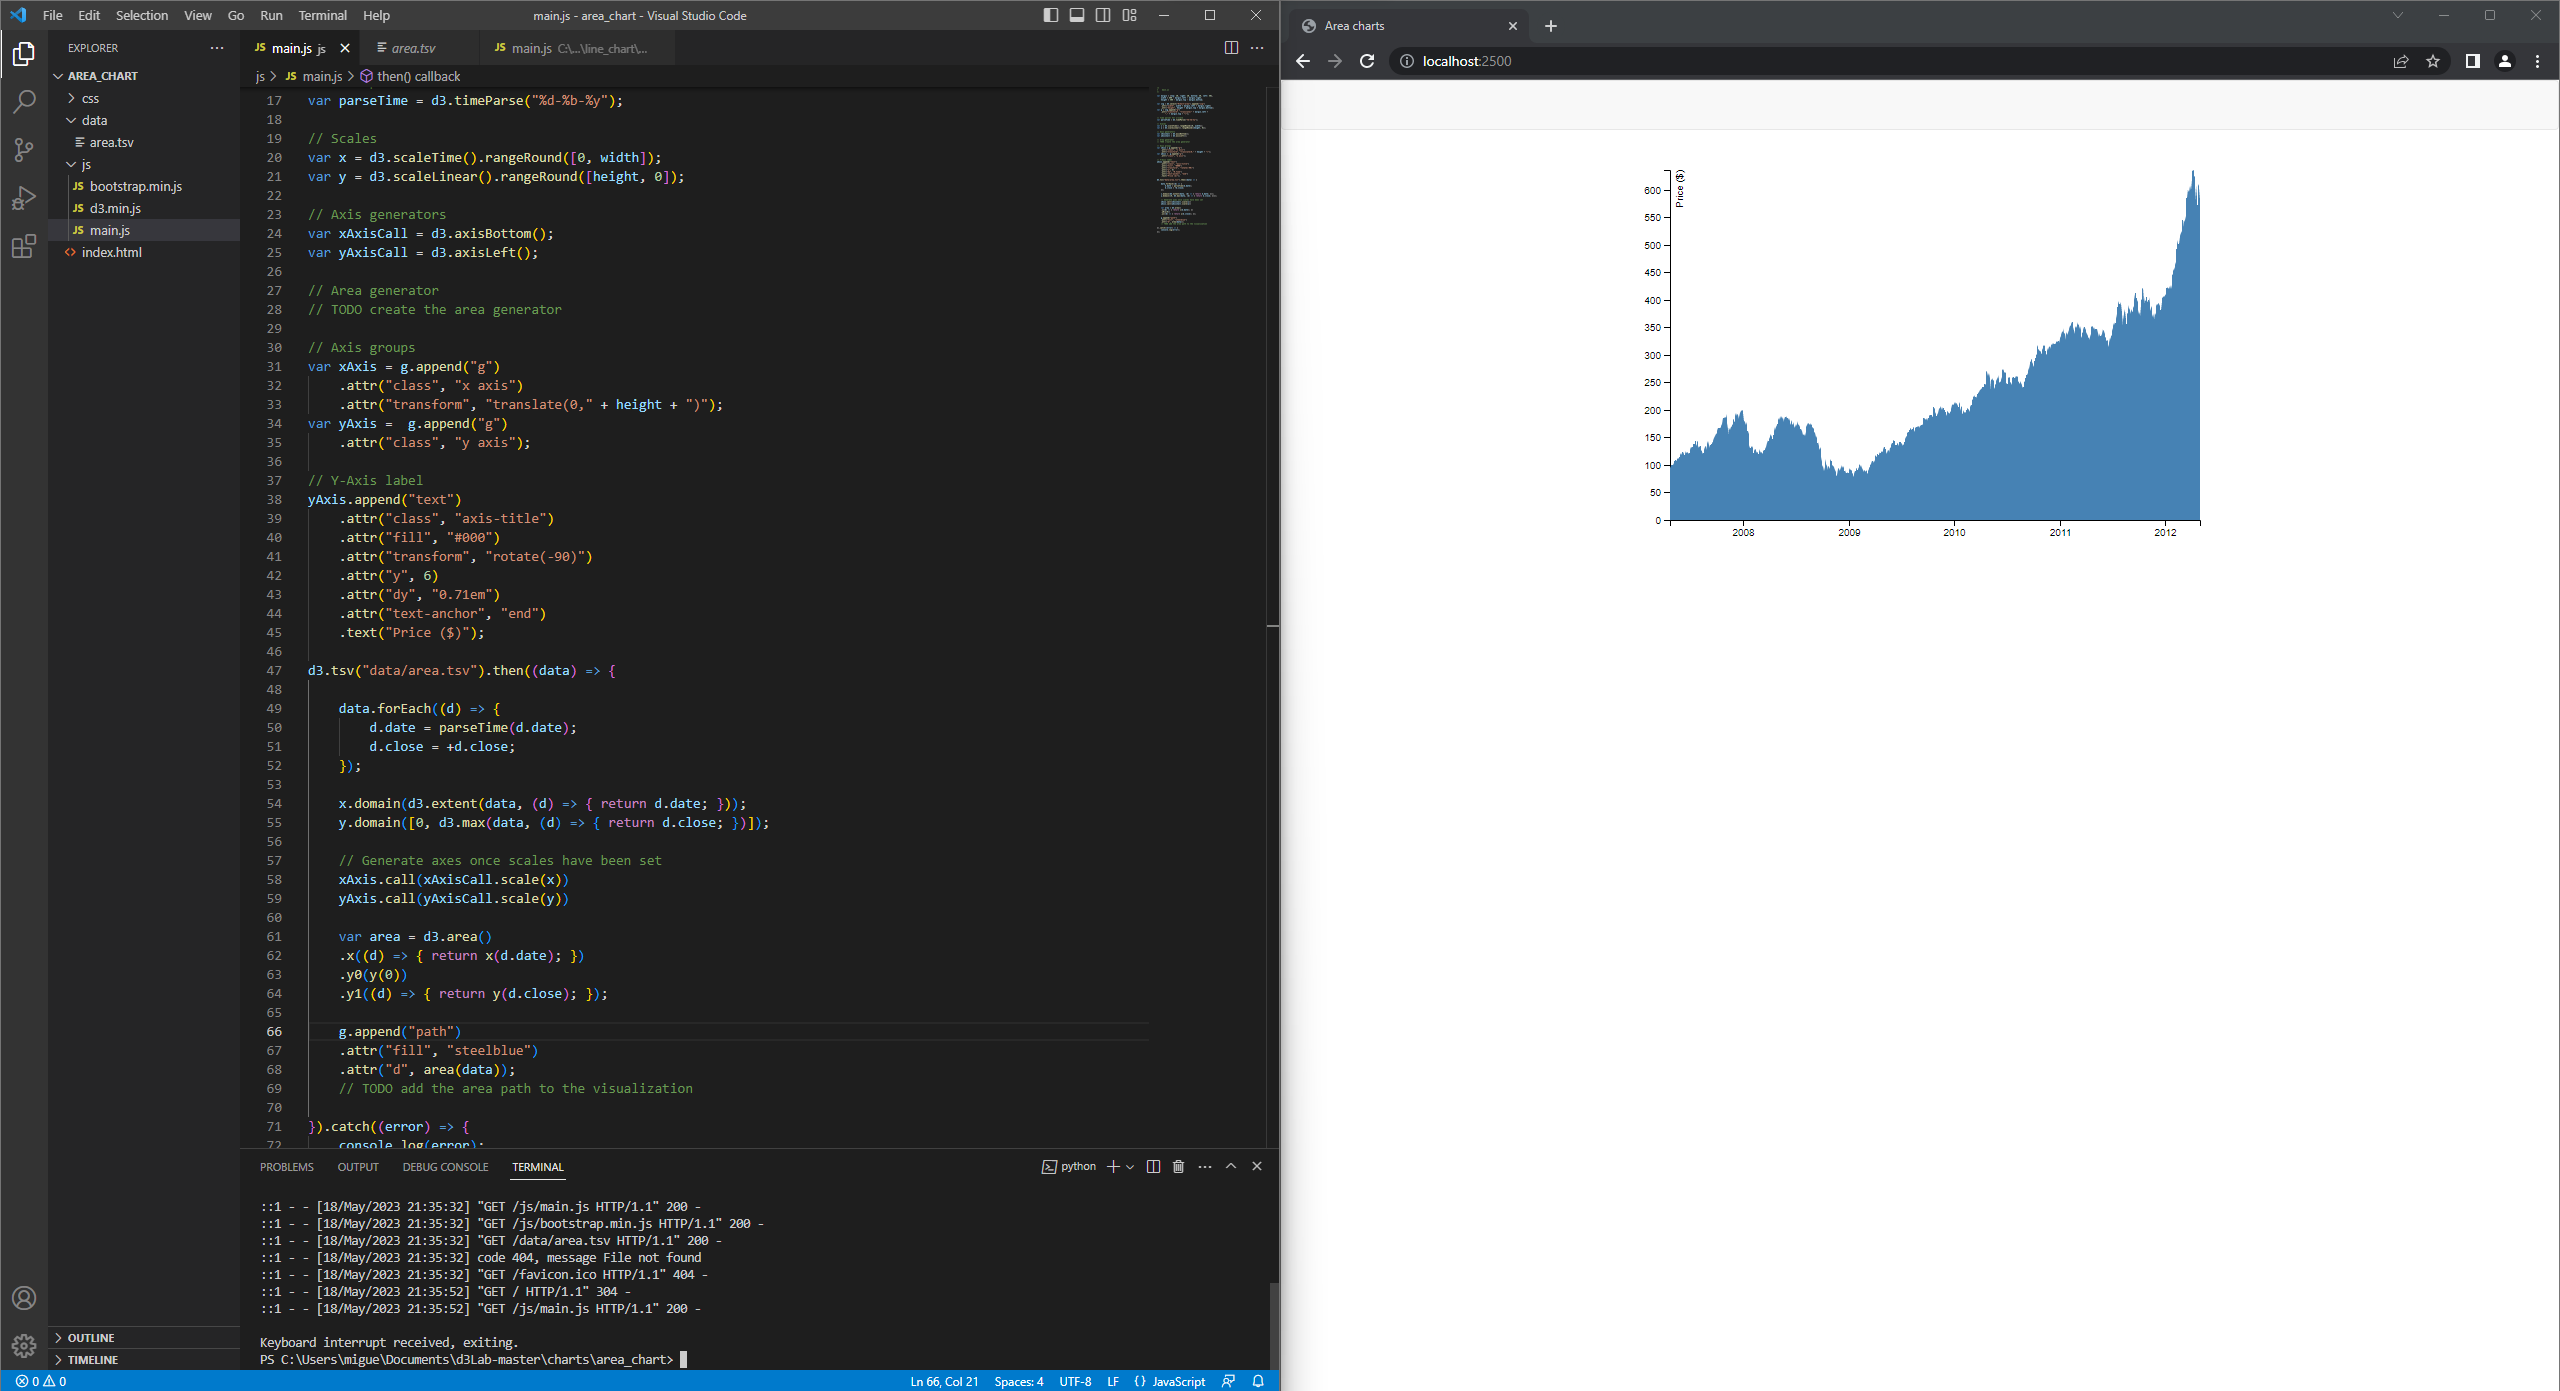 File Edit Selection View Go Run Terminal Help
main.js - area_chart - Visual Studio Code
EXPLORER
AREA_CHART
css
data
area.tsv
js
JS bootstrap.min.js
JS d3.min.js
JS main.js
<> index.html
OUTLINE
TIMELINE
JS main.js js
area.tsv
JS main.js C:\...\line_chart\...
js > JS main.js > then() callback
17 var parseTime = d3.timeParse("%d-%b-%y");
18
19 // Scales
20 var x = d3.scaleTime().rangeRound([0, width]);
21 var y = d3.scaleLinear().rangeRound([height, 0]);
22
23 // Axis generators
24 var xAxisCall = d3.axisBottom();
25 var yAxisCall = d3.axisLeft();
26
27 // Area generator
28 // TODO create the area generator
29
30 // Axis groups
31 var xAxis = g.append("g")
32 .attr("class", "x axis")
33 .attr("transform", "translate(0," + height + ")");
34 var yAxis =  g.append("g")
35 .attr("class", "y axis");
36
37 // Y-Axis label
38 yAxis.append("text")
39 .attr("class", "axis-title")
40 .attr("fill", "#000")
41 .attr("transform", "rotate(-90)")
42 .attr("y", 6)
43 .attr("dy", "0.71em")
44 .attr("text-anchor", "end")
45 .text("Price ($)");
46
47 d3.tsv("data/area.tsv").then((data) => {
48
49 data.forEach((d) => {
50 d.date = parseTime(d.date);
51 d.close = +d.close;
52 });
53
54 x.domain(d3.extent(data, (d) => { return d.date; }));
55 y.domain([0, d3.max(data, (d) => { return d.close; })]);
56
57 // Generate axes once scales have been set
58 xAxis.call(xAxisCall.scale(x))
59 yAxis.call(yAxisCall.scale(y))
60
61 var area = d3.area()
62 .x((d) => { return x(d.date); })
63 .y0(y(0))
64 .y1((d) => { return y(d.close); });
65
66 g.append("path")
67 .attr("fill", "steelblue")
68 .attr("d", area(data));
69 // TODO add the area path to the visualization
70
71 }).catch((error) => {
72 console.log(error);
PROBLEMS OUTPUT DEBUG CONSOLE TERMINAL
python
::1 - - [18/May/2023 21:35:32] "GET /js/main.js HTTP/1.1" 200 -
::1 - - [18/May/2023 21:35:32] "GET /js/bootstrap.min.js HTTP/1.1" 200 -
::1 - - [18/May/2023 21:35:32] "GET /data/area.tsv HTTP/1.1" 200 -
::1 - - [18/May/2023 21:35:32] code 404, message File not found
::1 - - [18/May/2023 21:35:32] "GET /favicon.ico HTTP/1.1" 404 -
::1 - - [18/May/2023 21:35:52] "GET / HTTP/1.1" 304 -
::1 - - [18/May/2023 21:35:52] "GET /js/main.js HTTP/1.1" 200 -
Keyboard interrupt received, exiting.
PS C:\Users\migue\Documents\d3Lab-master\charts\area_chart>
0 0
Ln 66, Col 21 Spaces: 4 UTF-8 LF {} JavaScript
Area charts
localhost:2500
Price ($)
600
550
500
450
400
350
300
250
200
150
100
50
0
2008 2009 2010 2011 2012